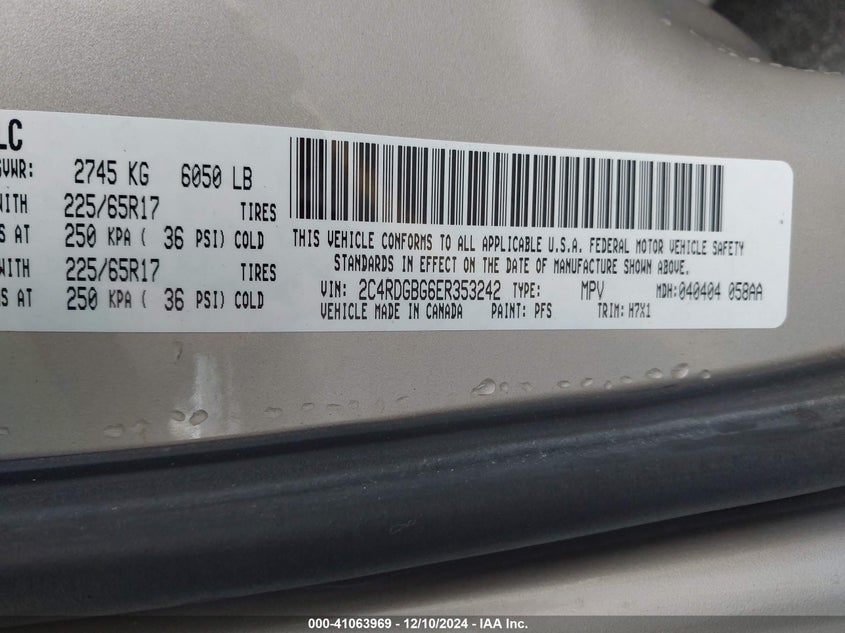 LC
GVWR: 2745 KG 6050 LB
WITH 225/65R17 TIRES
S AT 250 KPA ( 36 PSI) COLD
WITH 225/65R17 TIRES
S AT 250 KPA ( 36 PSI) COLD
THIS VEHICLE CONFORMS TO ALL APPLICABLE U.S.A. FEDERAL MOTOR VEHICLE SAFETY
STANDARDS IN EFFECT ON THE DATE OF MANUFACTURE SHOWN ABOVE.
VIN: 2C4RDGBG6ER353242 TYPE: MPV MDH:040404 058AA
VEHICLE MADE IN CANADA PAINT: PFS TRIM: H7X1
000-41063969 - 12/10/2024 - IAA Inc.